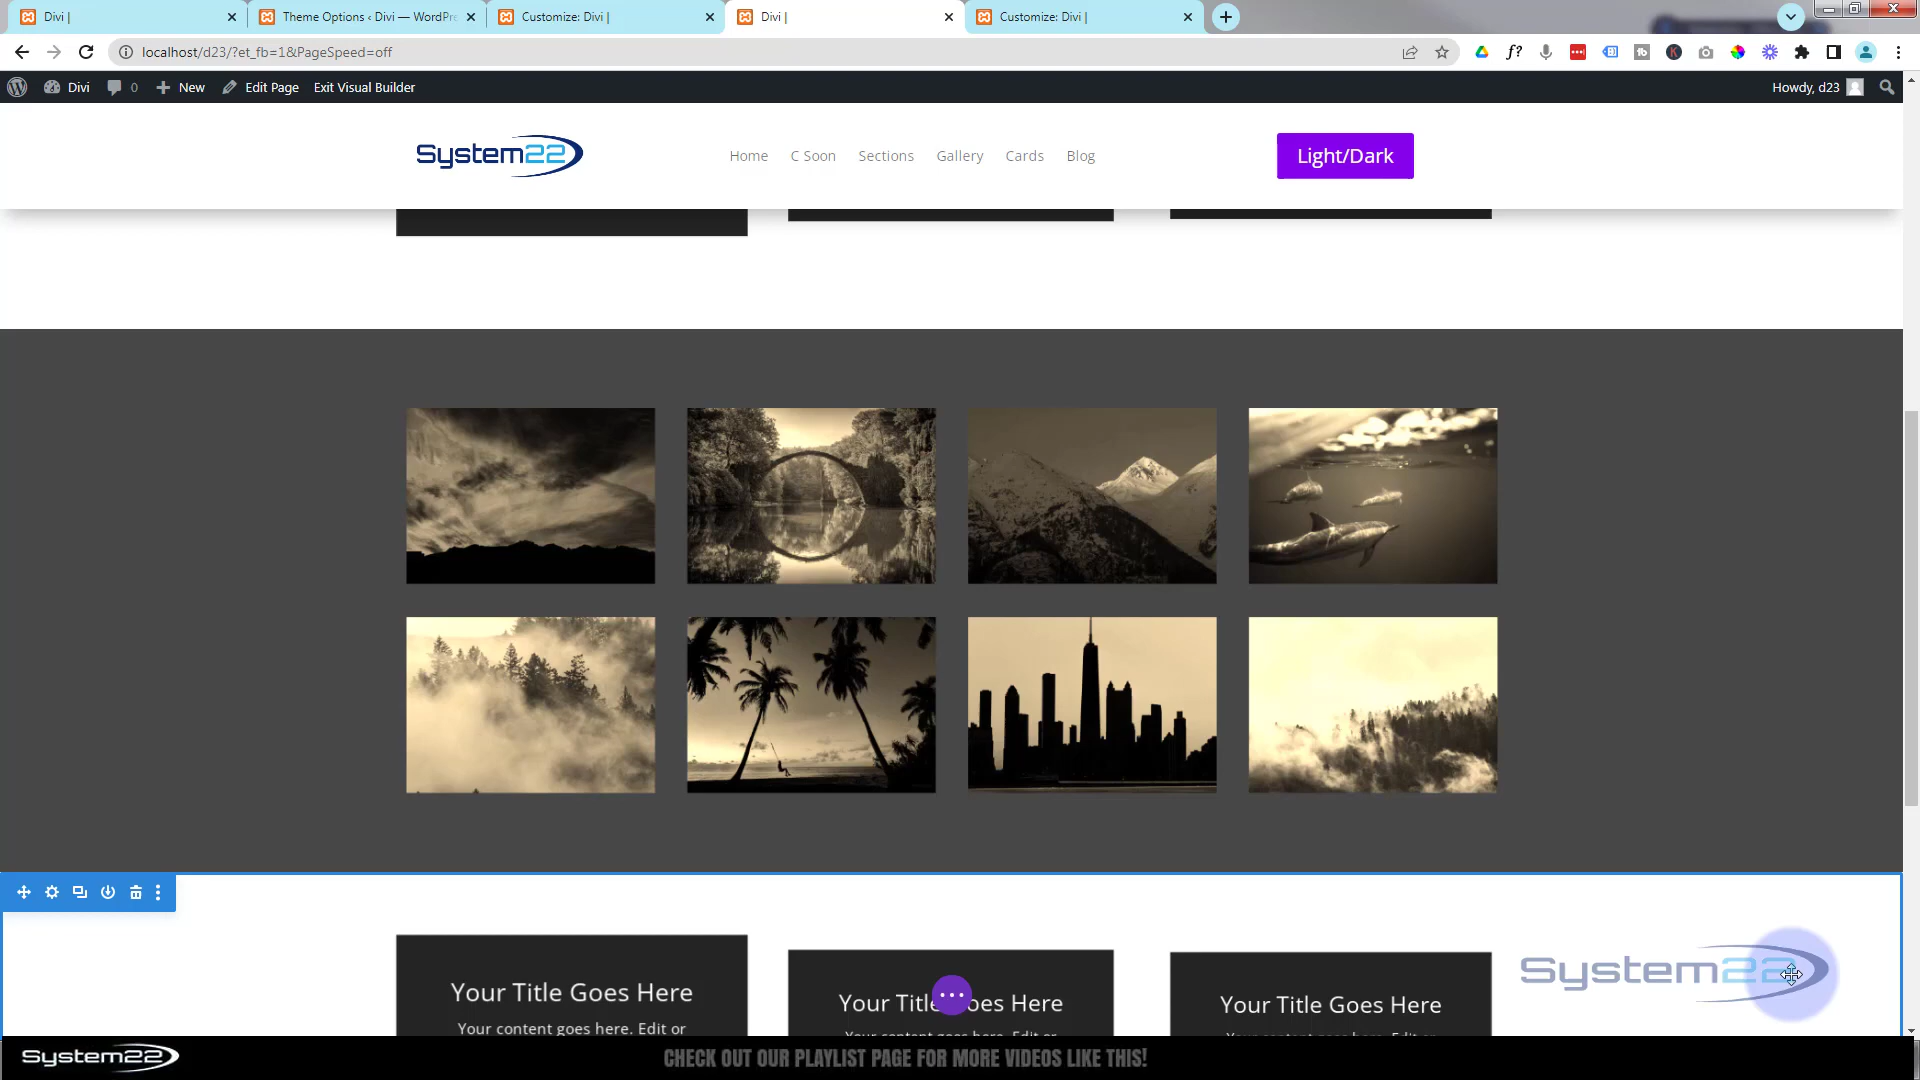 Divi |
Theme Options ‹ Divi — WordPre
Customize: Divi |
Divi |
Customize: Divi |
localhost/d23/?et_fb=1&PageSpeed=off
Divi
0
New
Edit Page
Exit Visual Builder
Howdy, d23
System22
Home
C Soon
Sections
Gallery
Cards
Blog
Light/Dark
Your Title Goes Here
Your content goes here. Edit or
Your Title Goes Here
Your content goes here. Edit or
Your Title Goes Here
Your content goes here. Edit or
System22
System22
CHECK OUT OUR PLAYLIST PAGE FOR MORE VIDEOS LIKE THIS!